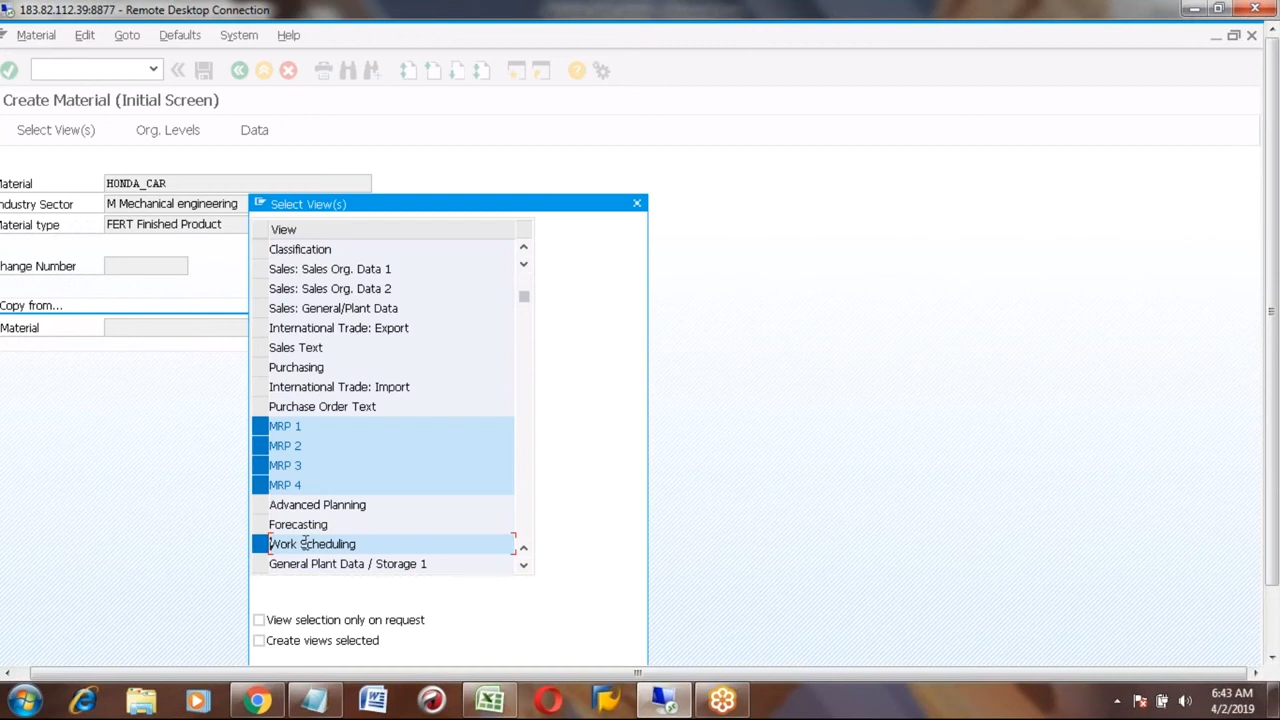 183.82.112.39:8877 - Remote Desktop Connection
Material Edit Goto Defaults System Help
Create Material (Initial Screen)
Select View(s) Org. Levels Data
Material HONDA_CAR
Industry Sector M Mechanical engineering
Material type FERT Finished Product
Change Number
Copy from...
Material
Select View(s)
View
Classification
Sales: Sales Org. Data 1
Sales: Sales Org. Data 2
Sales: General/Plant Data
International Trade: Export
Sales Text
Purchasing
International Trade: Import
Purchase Order Text
MRP 1
MRP 2
MRP 3
MRP 4
Advanced Planning
Forecasting
Work Scheduling
General Plant Data / Storage 1
View selection only on request
Create views selected
6:43 AM
4/2/2019